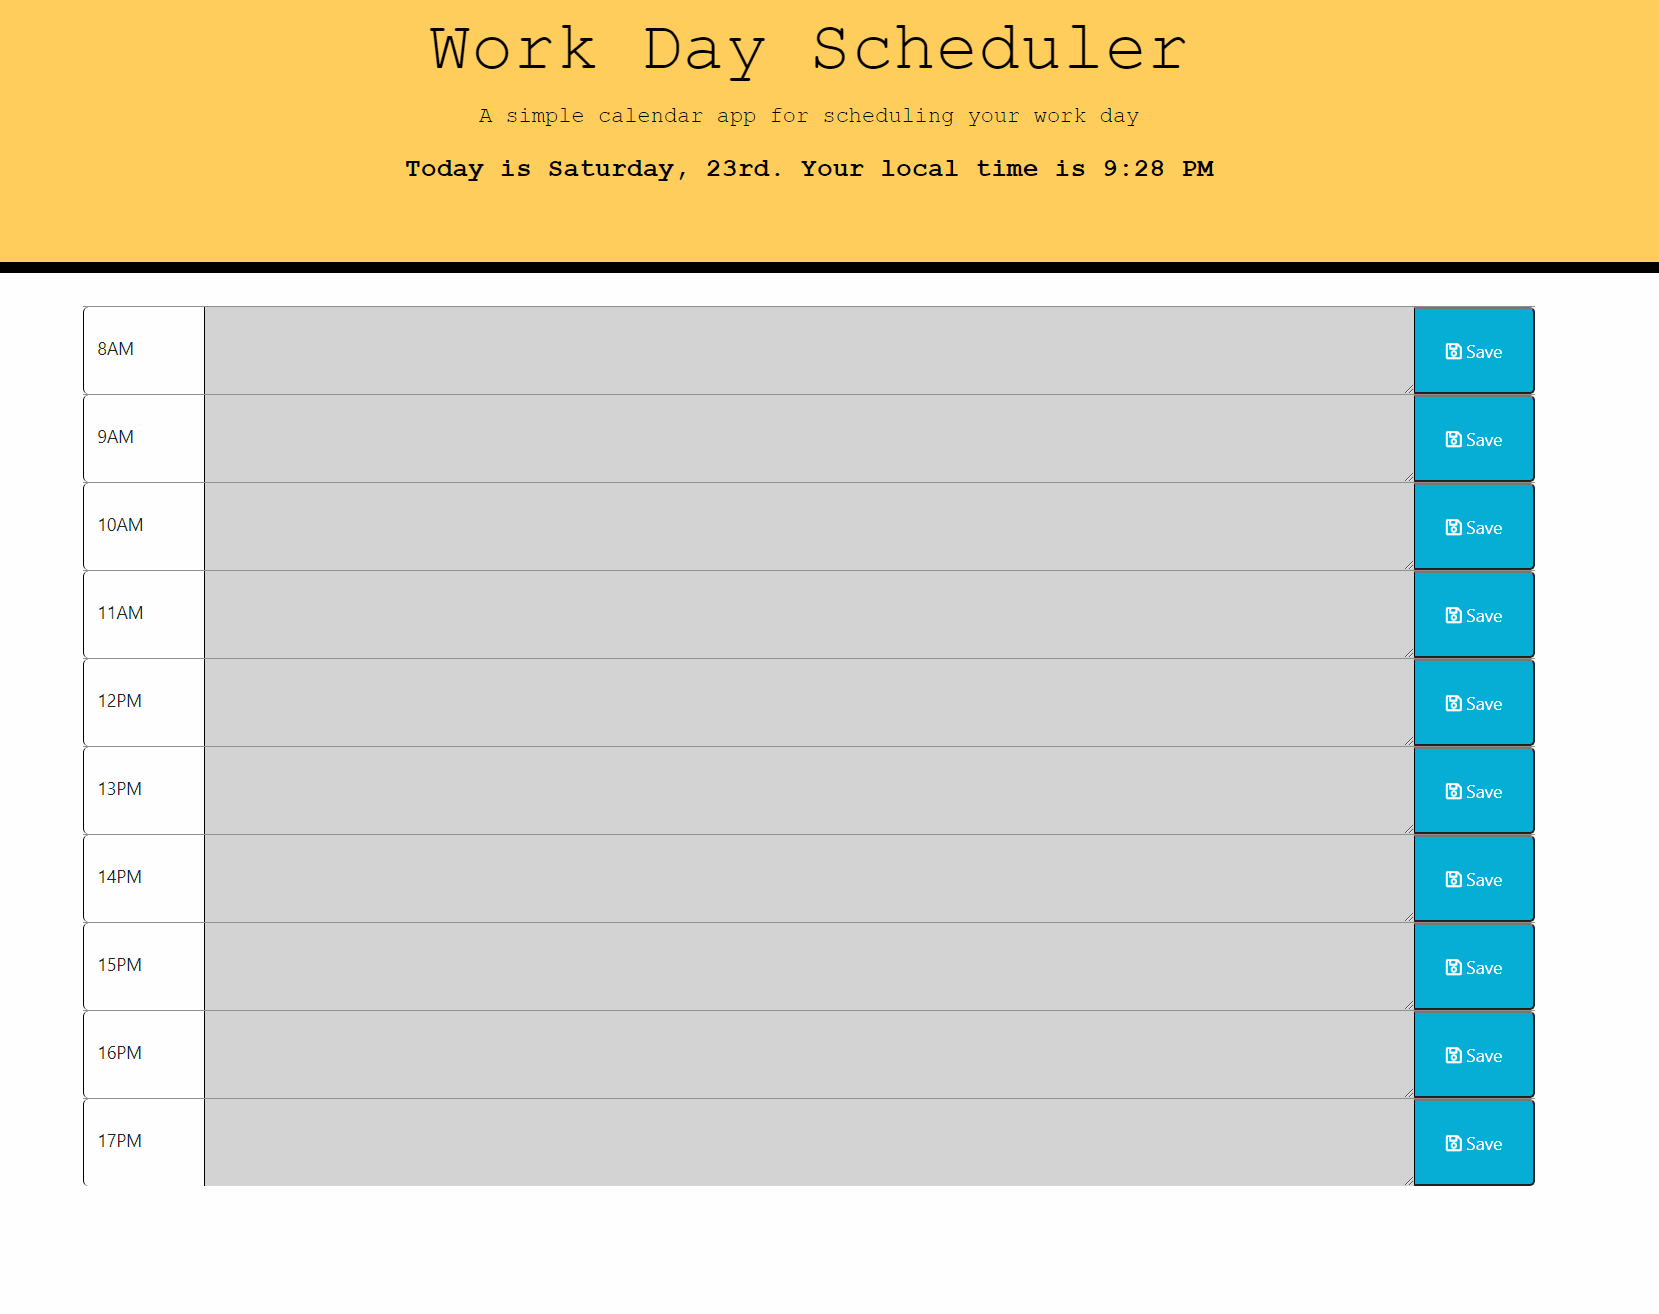 Work Day Scheduler
A simple calendar app for scheduling your work day
Today is Saturday, 23rd. Your local time is 9:28 PM
8AM Save
9AM Save
10AM Save
11AM Save
12PM Save
13PM Save
14PM Save
15PM Save
16PM Save
17PM Save